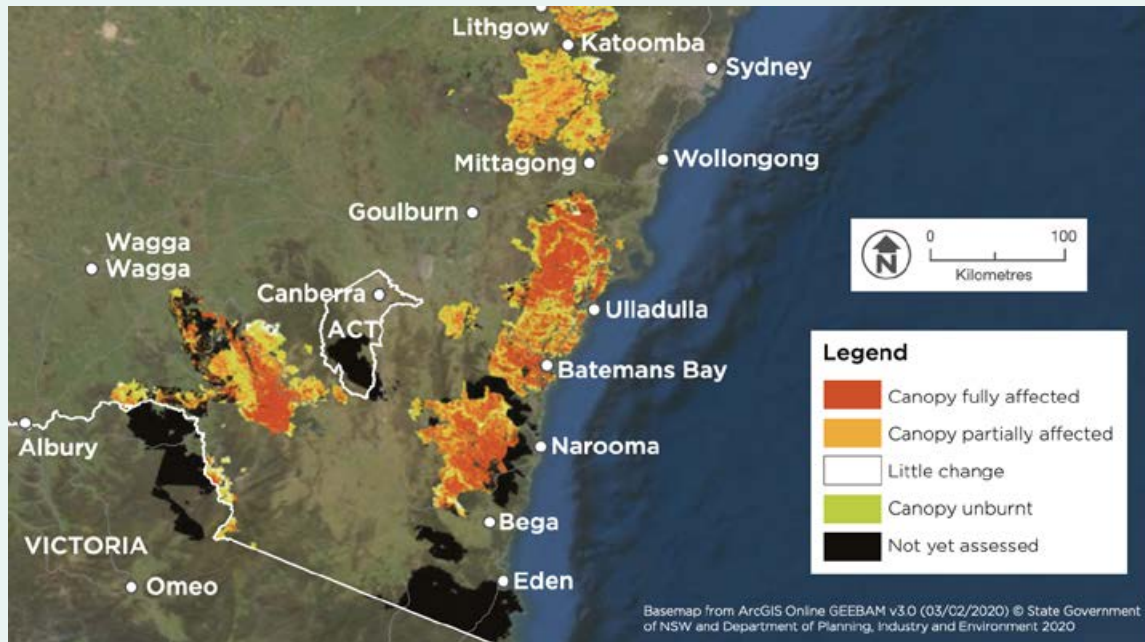 Lithgow
Katoomba
Sydney
Mittagong
Wollongong
Goulburn
Wagga
Wagga
Canberra
ACT
Ulladulla
Batemans Bay
Albury
Narooma
Bega
VICTORIA
Omeo
Eden
N
0 100
Kilometres
Legend
Canopy fully affected
Canopy partially affected
Little change
Canopy unburnt
Not yet assessed
Basemap from ArcGIS Online GEEBAM v3.0 (03/02/2020) © State Government
of NSW and Department of Planning, Industry and Environment 2020